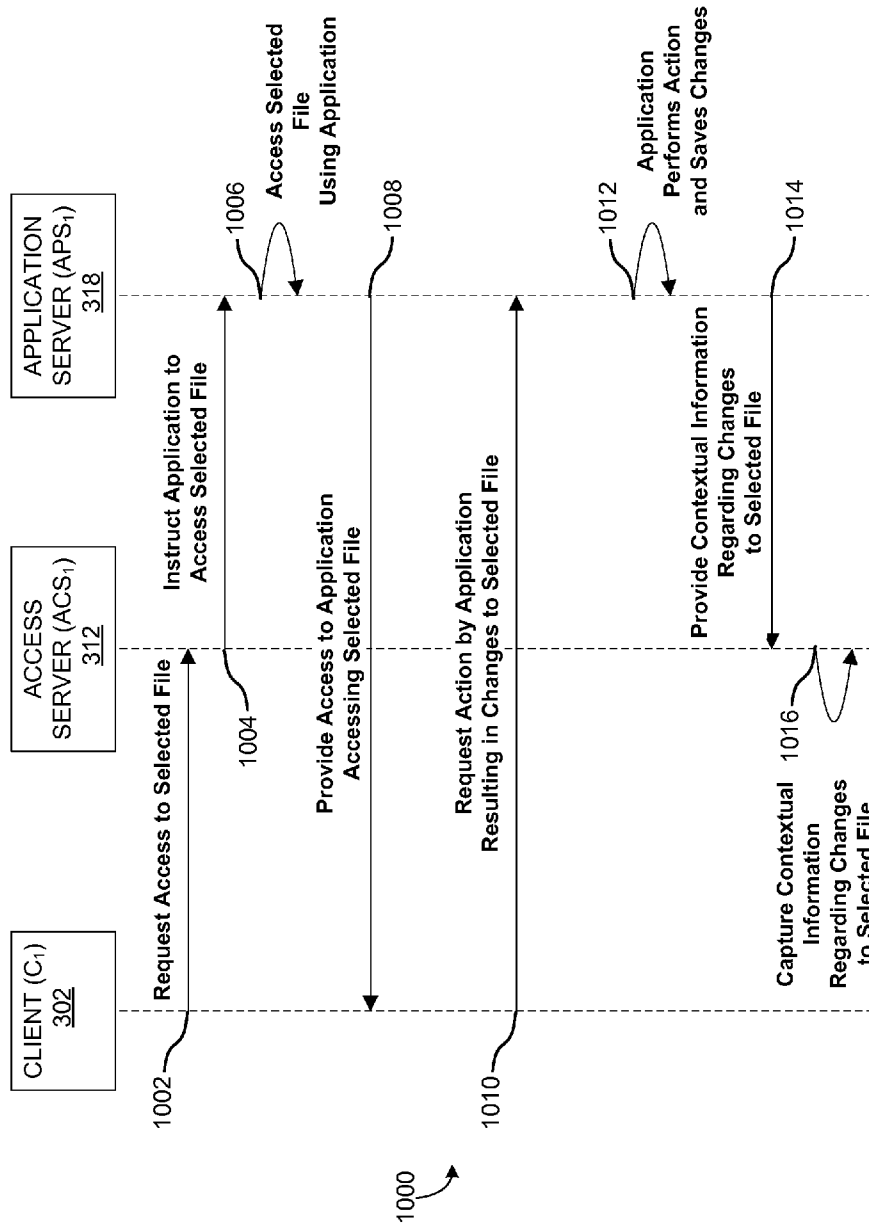 CLIENT (C₁)
302
ACCESS
SERVER (ACS₁)
312
APPLICATION
SERVER (APS₁)
318
1000
1002
Request Access to Selected File
1004
Instruct Application to
Access Selected File
1006
Access Selected
File
Using Application
1008
Provide Access to Application
Accessing Selected File
1010
Request Action by Application
Resulting in Changes to Selected File
1012
Application
Performs Action
and Saves Changes
1014
Provide Contextual Information
Regarding Changes
to Selected File
1016
Capture Contextual
Information
Regarding Changes
to Selected File